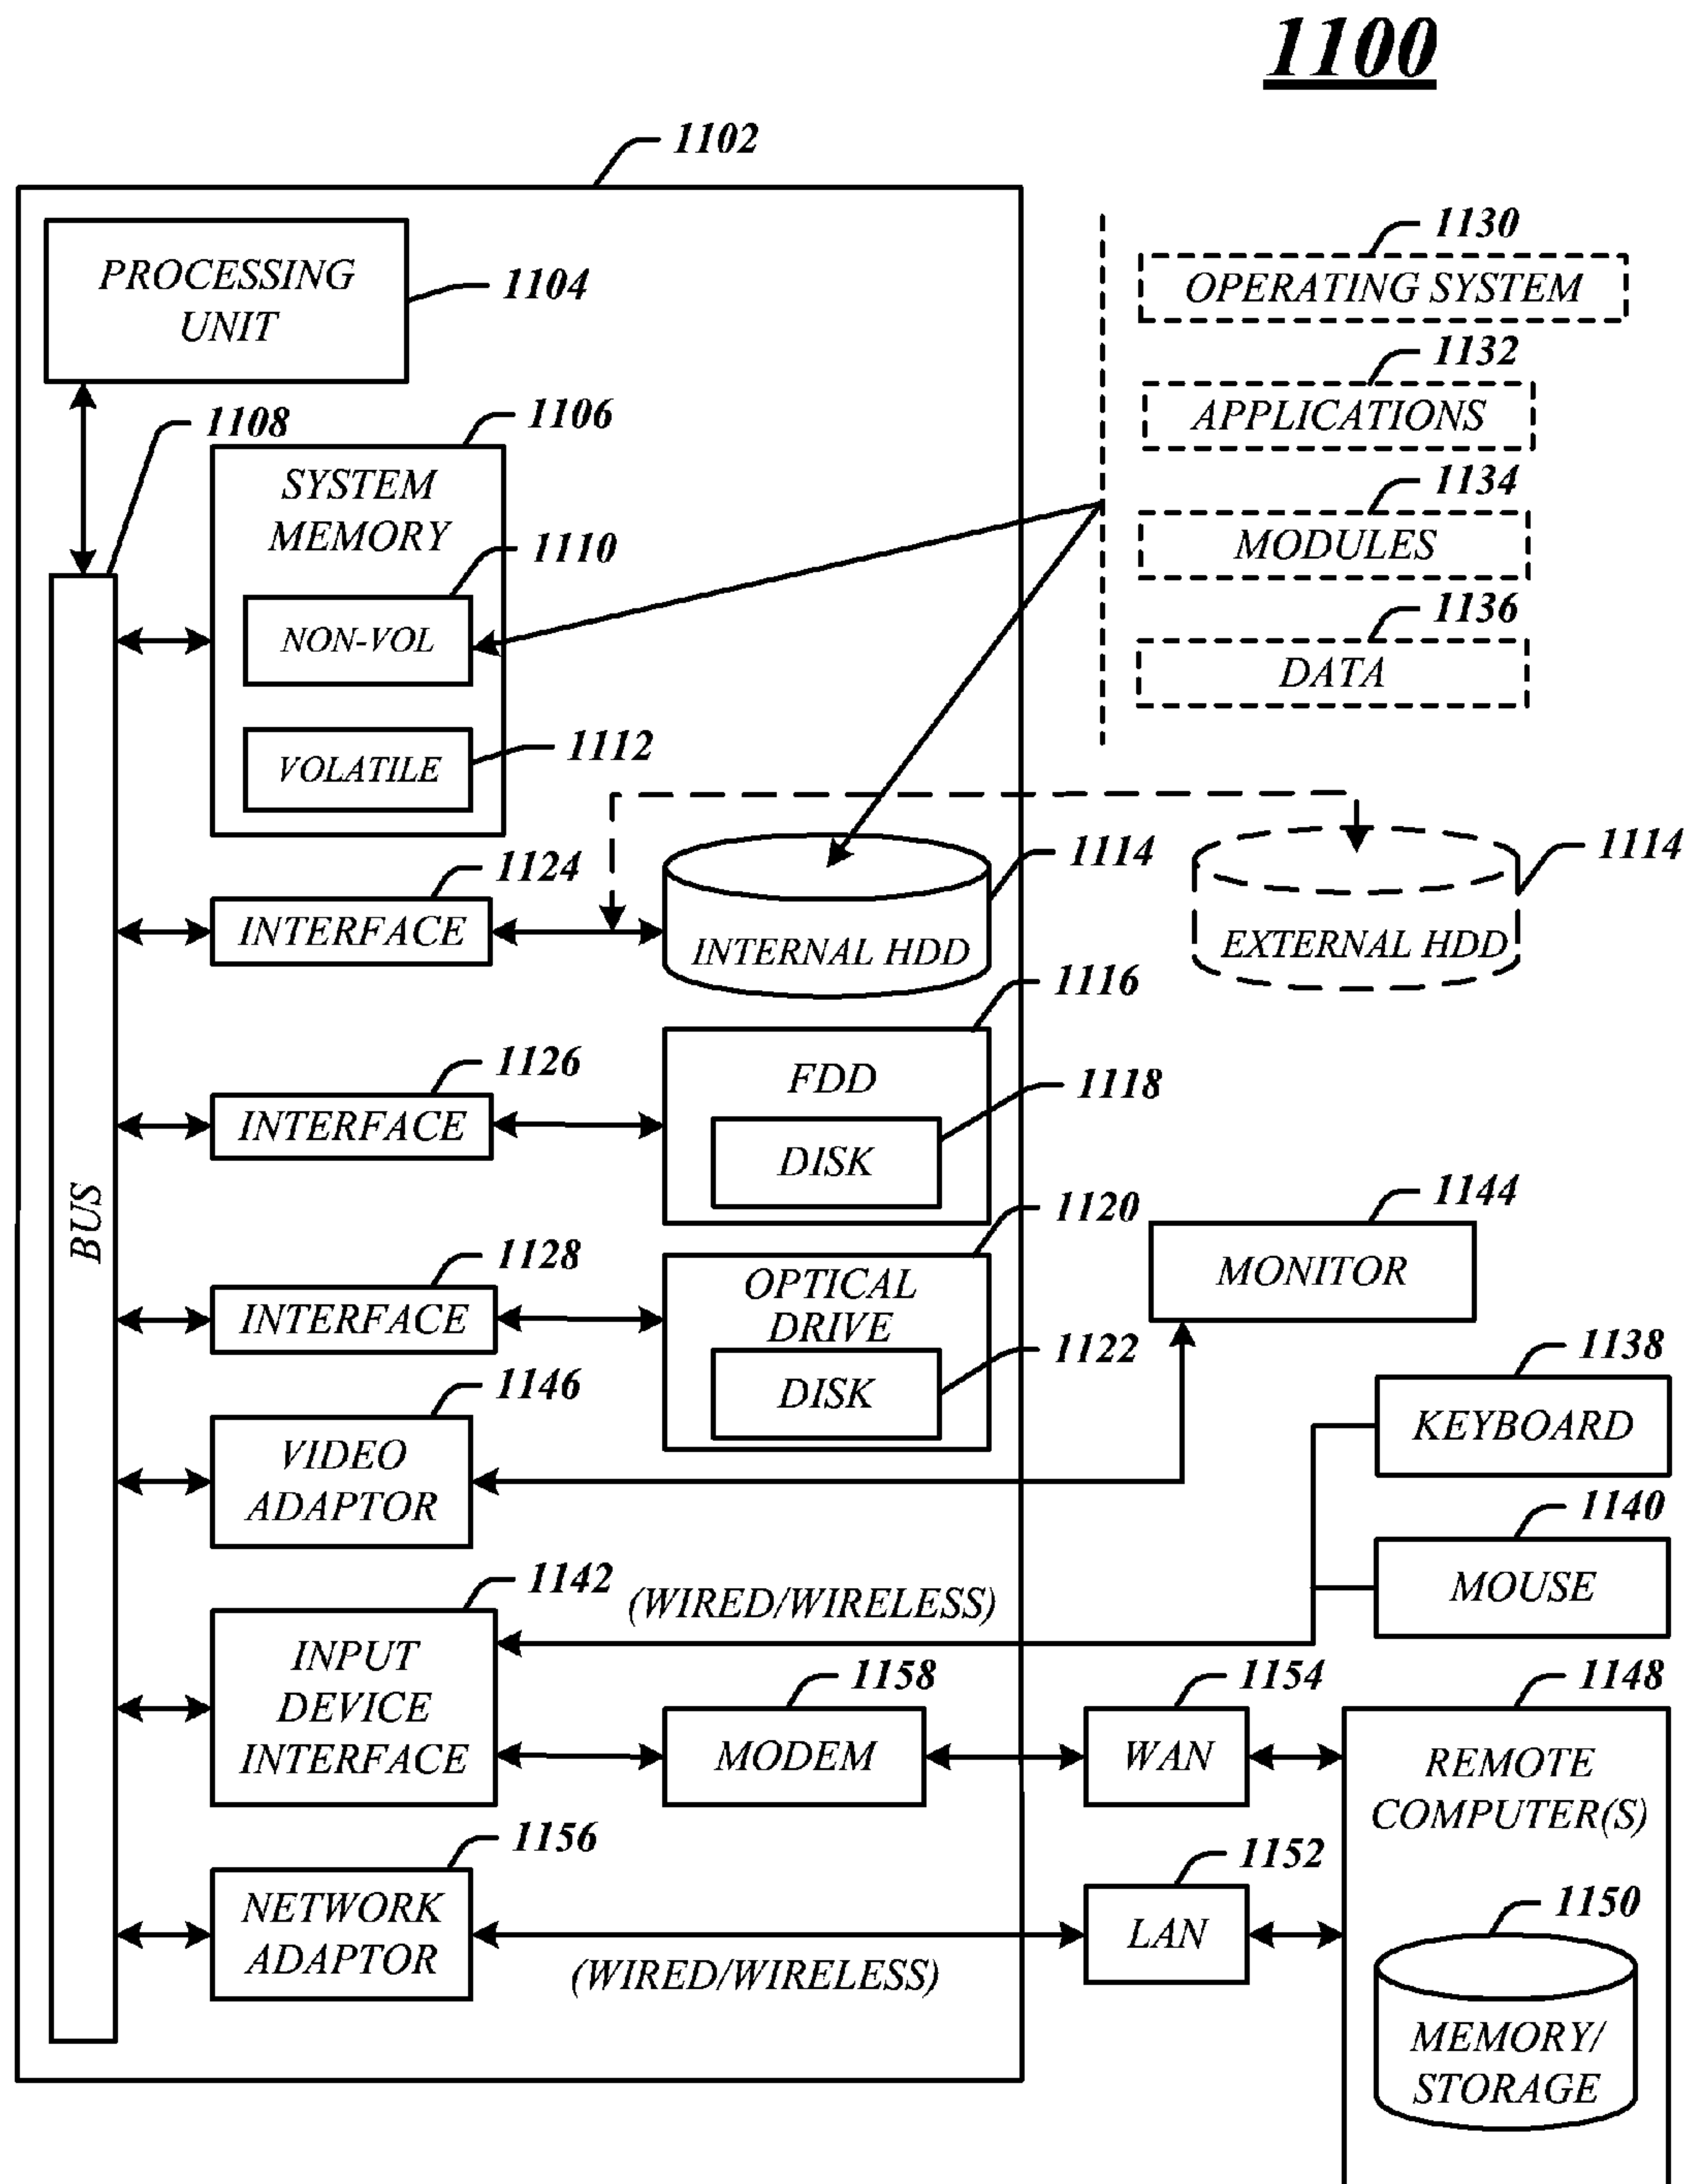 1100
1102
PROCESSING
UNIT
1104
1130
OPERATING SYSTEM
1132
APPLICATIONS
1134
MODULES
1136
DATA
1108
1106
SYSTEM
MEMORY
1110
NON-VOL
1112
VOLATILE
BUS
1124
INTERFACE
1114
INTERNAL HDD
1114
EXTERNAL HDD
1126
INTERFACE
1116
FDD
1118
DISK
1128
INTERFACE
1120
OPTICAL
DRIVE
1122
DISK
1144
MONITOR
1146
VIDEO
ADAPTOR
1138
KEYBOARD
1140
MOUSE
1142
(WIRED/WIRELESS)
INPUT
DEVICE
INTERFACE
1158
MODEM
1154
WAN
1148
REMOTE
COMPUTER(S)
1156
NETWORK
ADAPTOR
(WIRED/WIRELESS)
1152
LAN
1150
MEMORY/
STORAGE